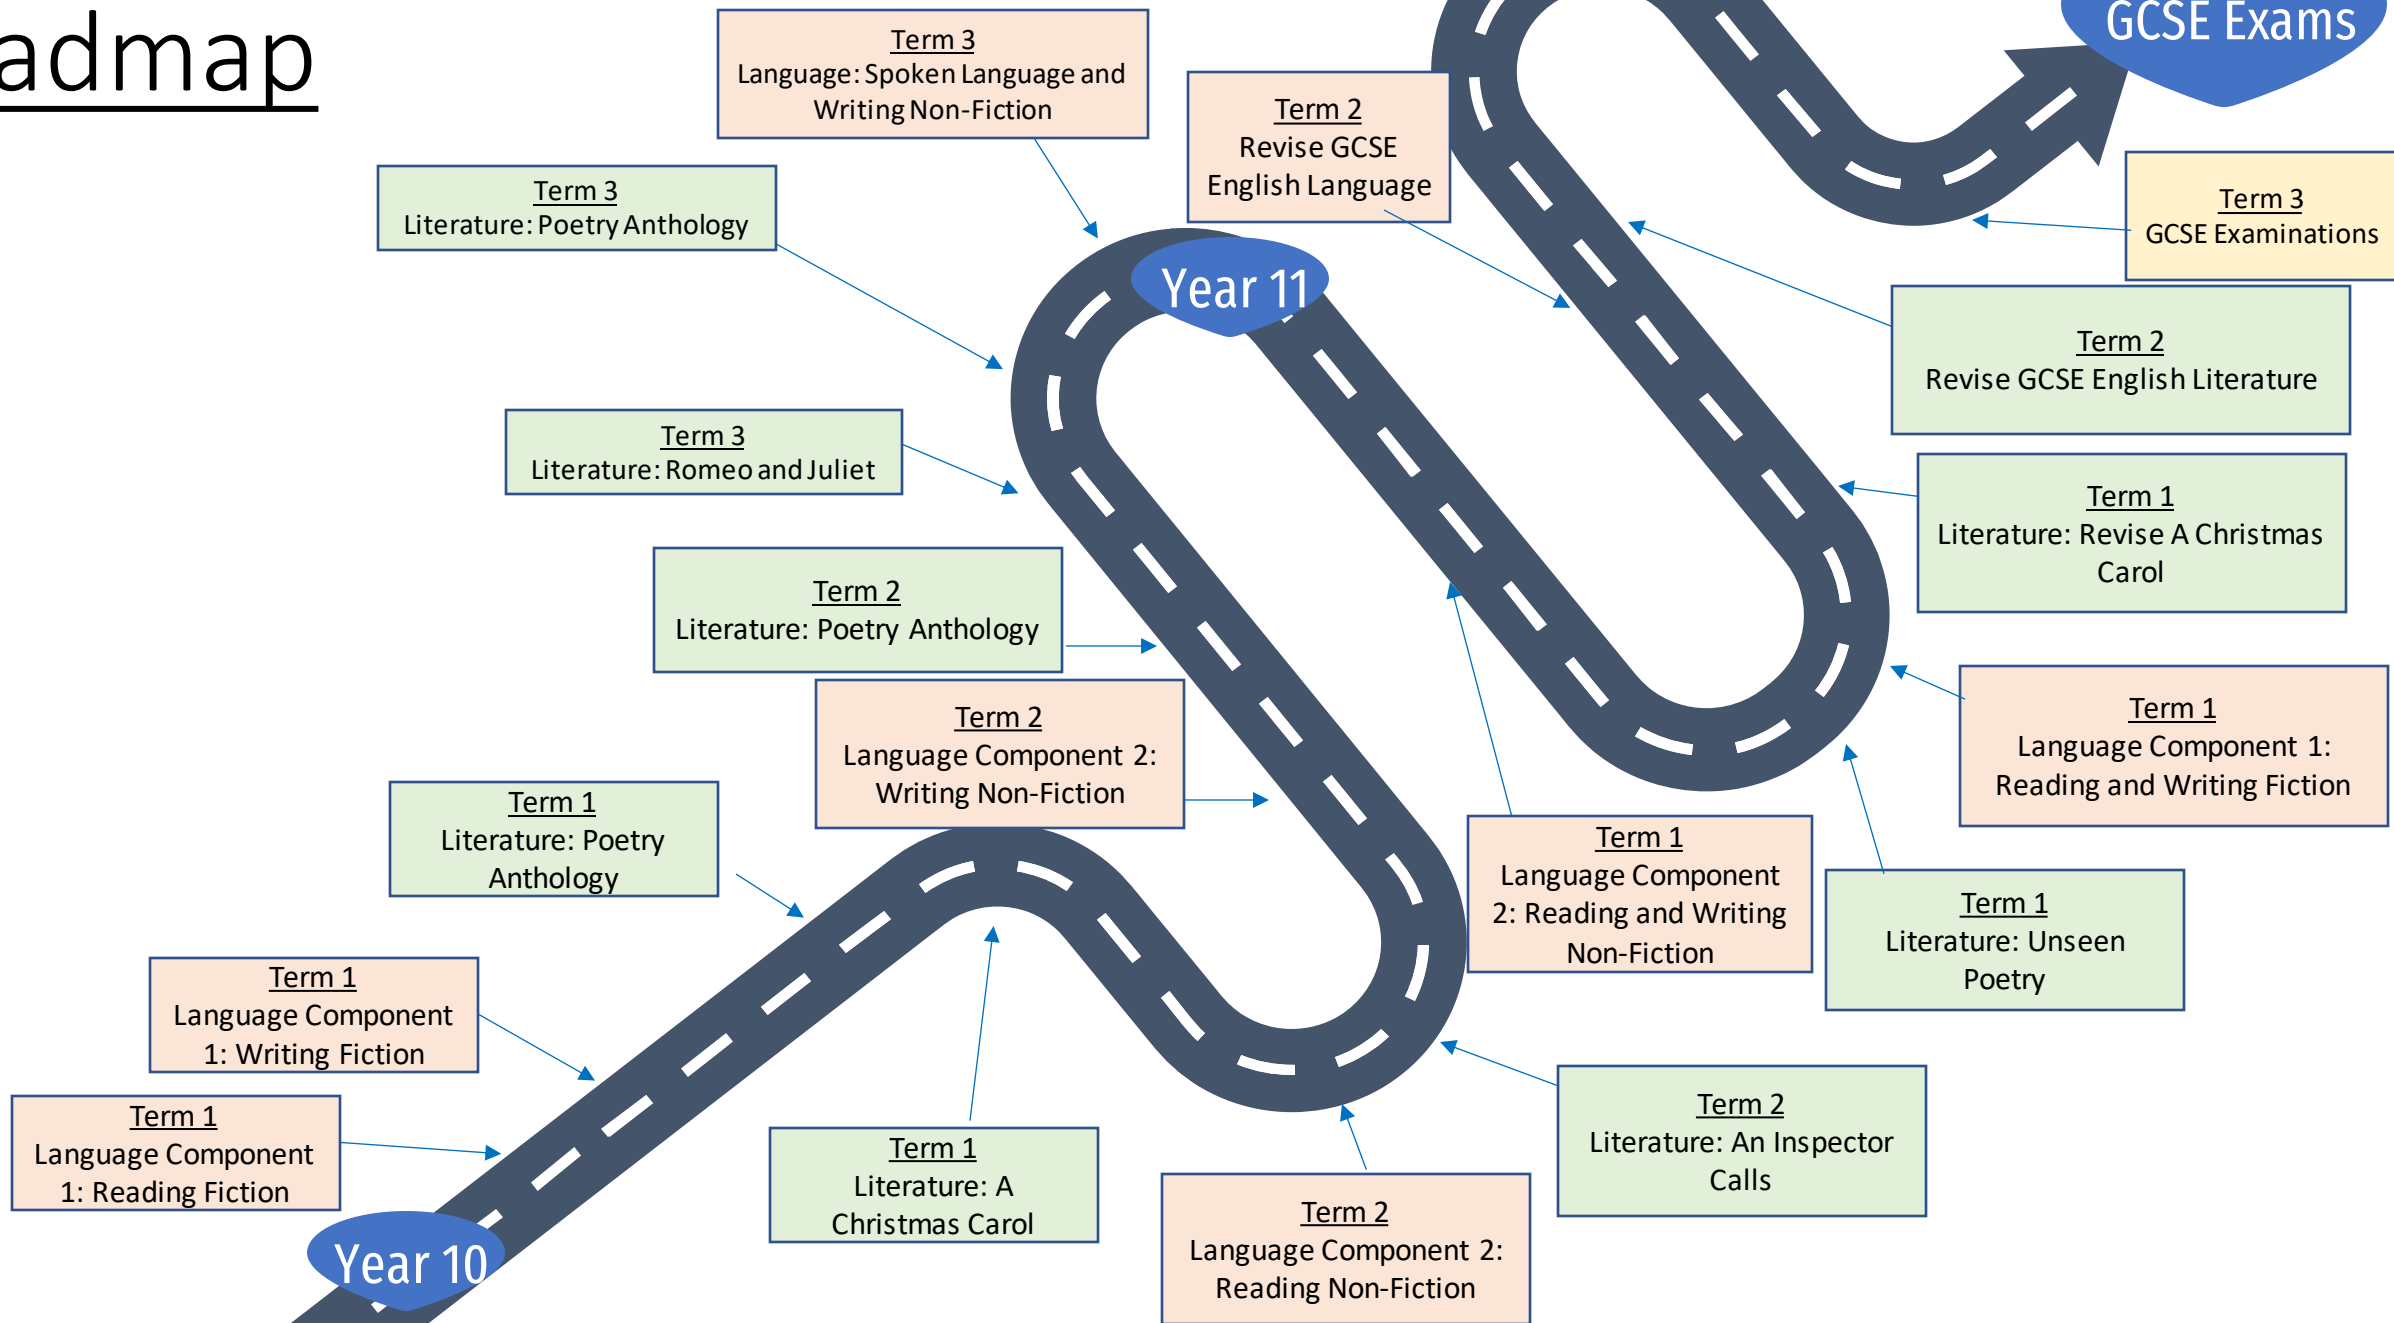 admap
GCSE Exams
Term 3
Language: Spoken Language and
Writing Non-Fiction
Term 2
Revise GCSE
English Language
Term 3
Literature: Poetry Anthology
Term 3
GCSE Examinations
Year 11
Term 2
Revise GCSE English Literature
Term 3
Literature: Romeo and Juliet
Term 1
Literature: Revise A Christmas
Carol
Term 2
Literature: Poetry Anthology
Term 1
Language Component 1:
Reading and Writing Fiction
Term 2
Language Component 2:
Writing Non-Fiction
Term 1
Literature: Poetry
Anthology
Term 1
Language Component
2: Reading and Writing
Non-Fiction
Term 1
Literature: Unseen
Poetry
Term 1
Language Component
1: Writing Fiction
Term 2
Literature: An Inspector
Calls
Term 1
Language Component
1: Reading Fiction
Term 1
Literature: A
Christmas Carol
Term 2
Language Component 2:
Reading Non-Fiction
Year 10